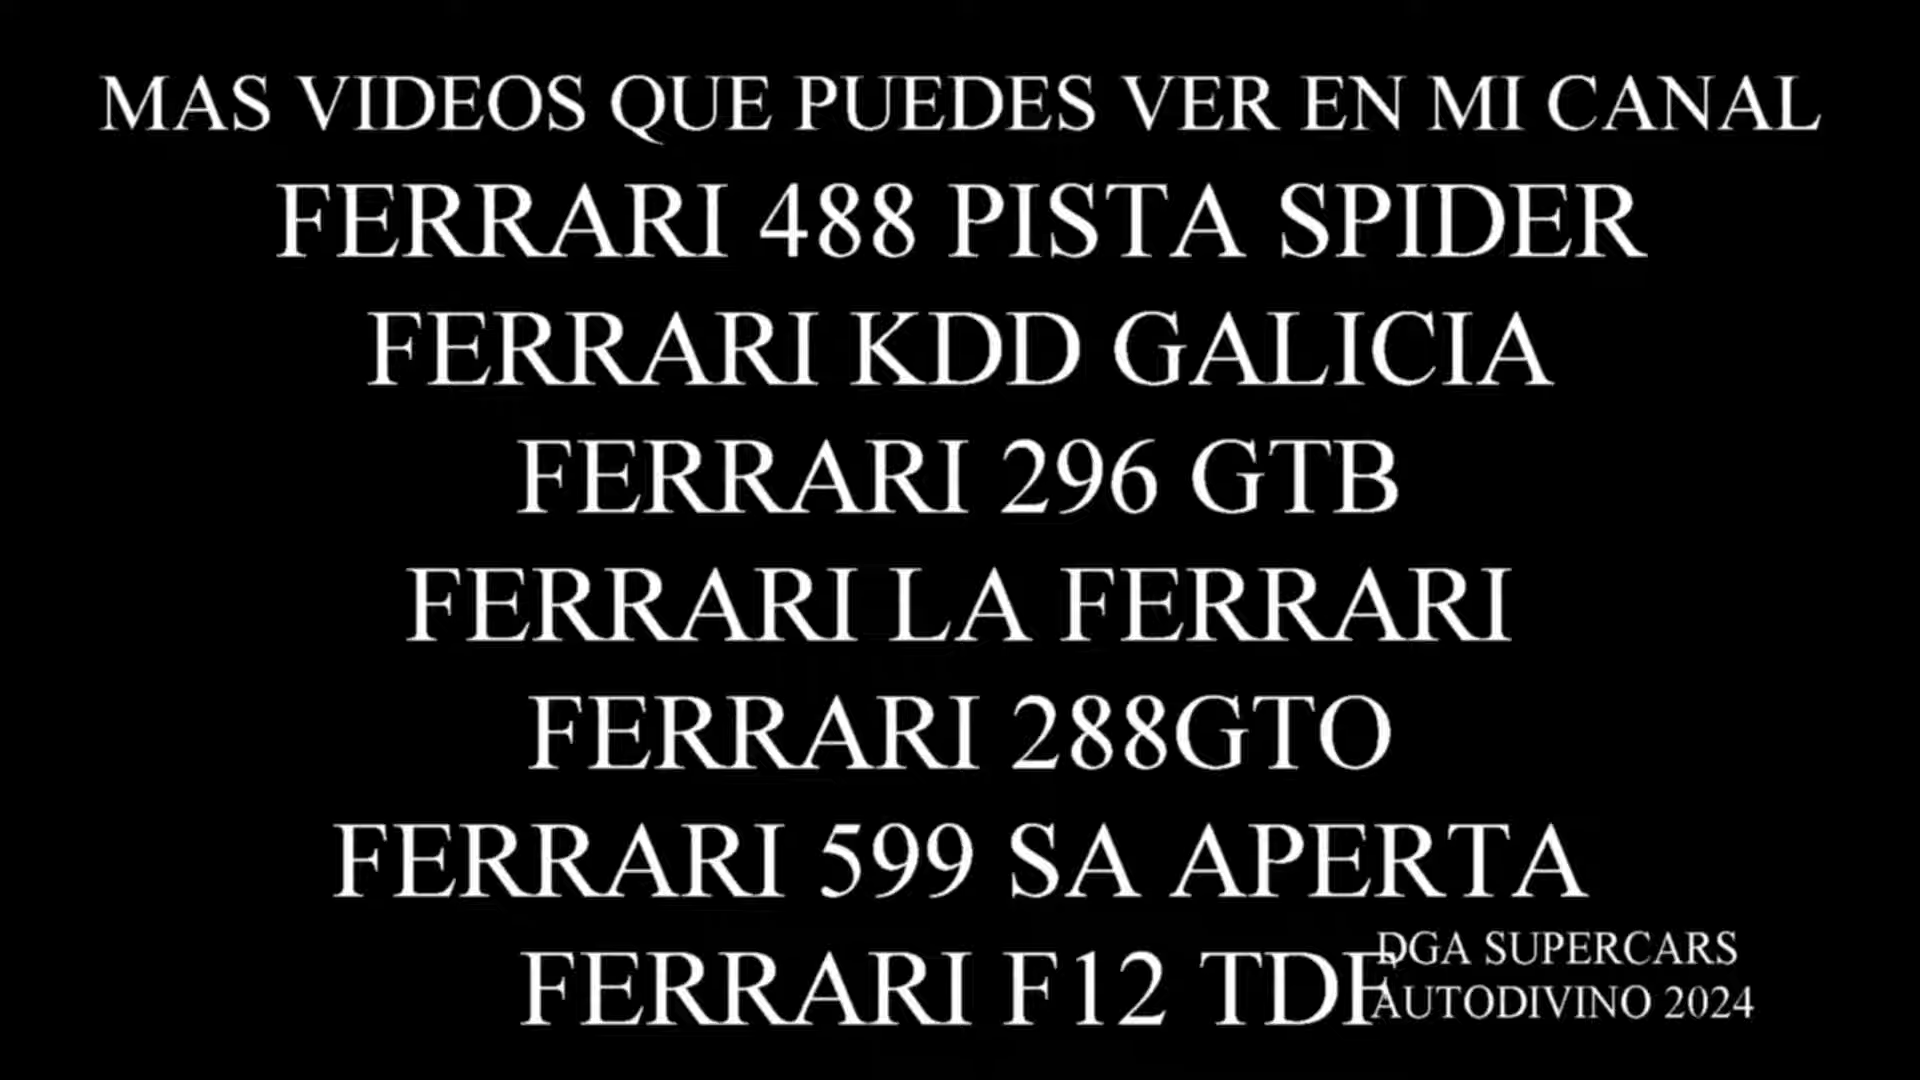 MAS VIDEOS QUE PUEDES VER EN MI CANAL
FERRARI 488 PISTA SPIDER
FERRARI KDD GALICIA
FERRARI 296 GTB
FERRARI LA FERRARI
FERRARI 288GTO
FERRARI 599 SA APERTA
FERRARI F12 TDF
DGA SUPERCARS
AUTODIVINO 2024